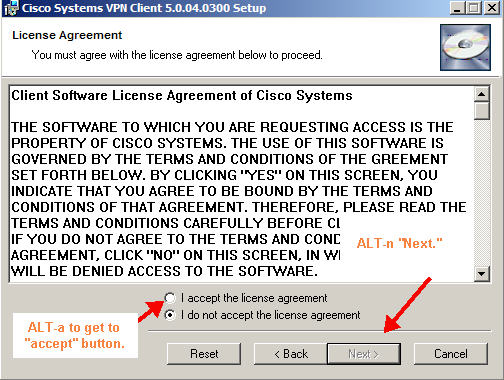 Cisco Systems VPN Client 5.0.04.0300 Setup
License Agreement
You must agree with the license agreement below to proceed.
Client Software License Agreement of Cisco Systems
THE SOFTWARE TO WHICH YOU ARE REQUESTING ACCESS IS THE
PROPERTY OF CISCO SYSTEMS. THE USE OF THIS SOFTWARE IS
GOVERNED BY THE TERMS AND CONDITIONS OF THE GREEMENT
SET FORTH BELOW. BY CLICKING "YES" ON THIS SCREEN, YOU
INDICATE THAT YOU AGREE TO BE BOUND BY THE TERMS AND
CONDITIONS OF THAT AGREEMENT. THEREFORE, PLEASE READ THE
TERMS AND CONDITIONS CAREFULLY BEFORE
IF YOU DO NOT AGREE TO THE TERMS AND
AGREEMENT, CLICK "NO" ON THIS SCREEN, IN
WILL BE DENIED ACCESS TO THE SOFTWARE.
ALT-n "Next."
I accept the license agreement
I do not accept the license agreement
ALT-a to get to
"accept" button.
Reset
< Back
Next >
Cancel